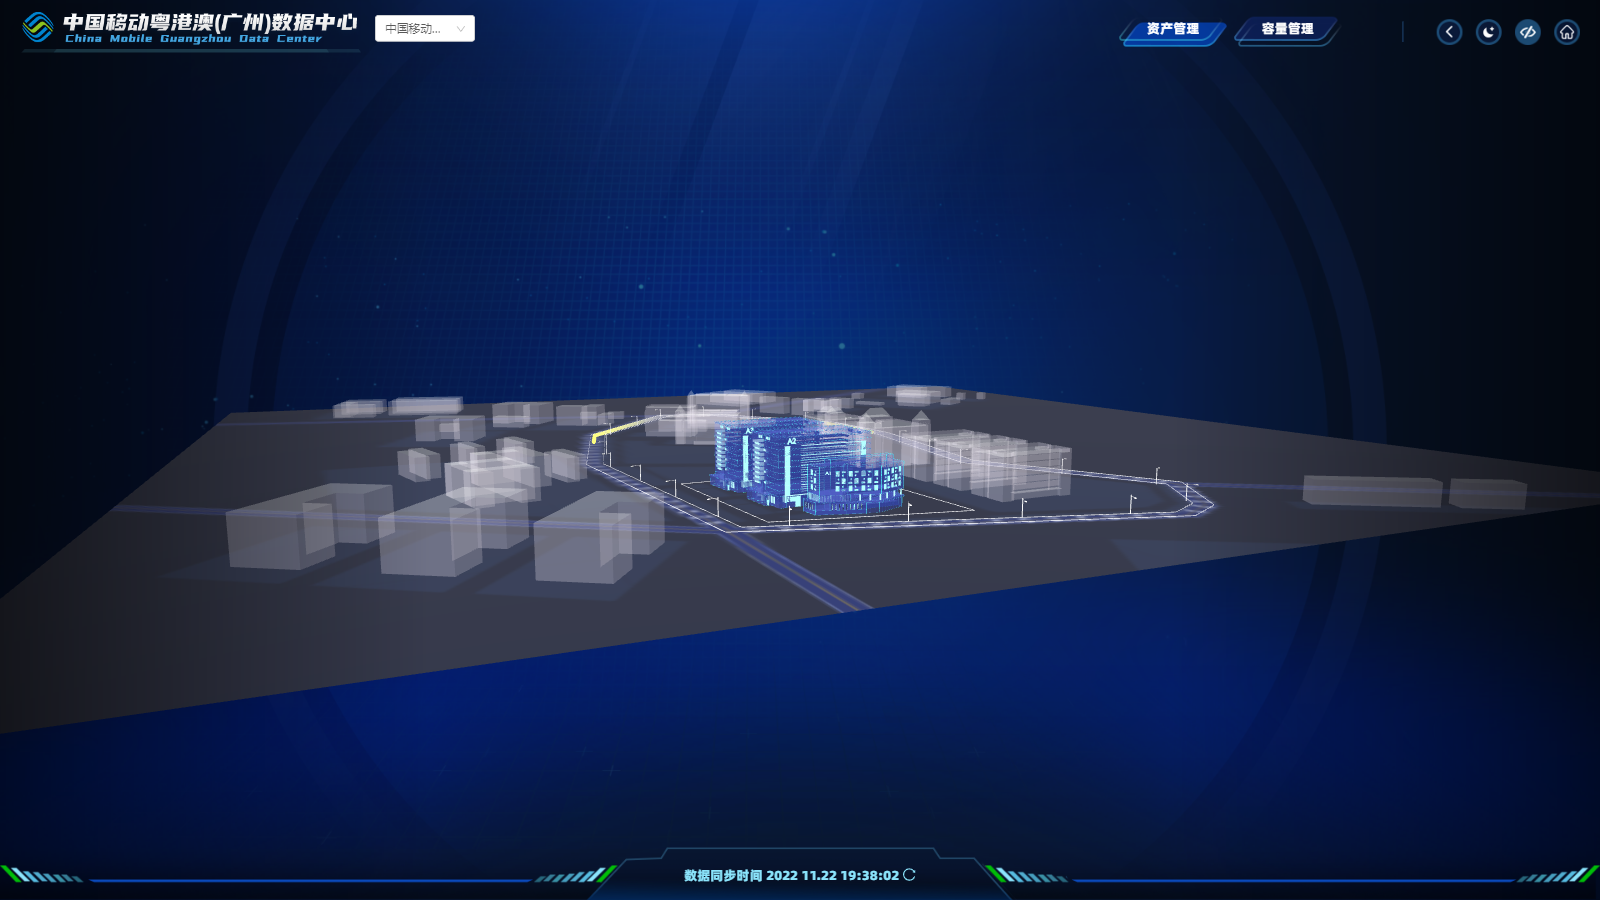 中国移动粤港澳(广州)数据中心
China Mobile Guangzhou Data Center
中国移动...
资产管理
容量管理
A2
数据同步时间 2022 11.22 19:38:02